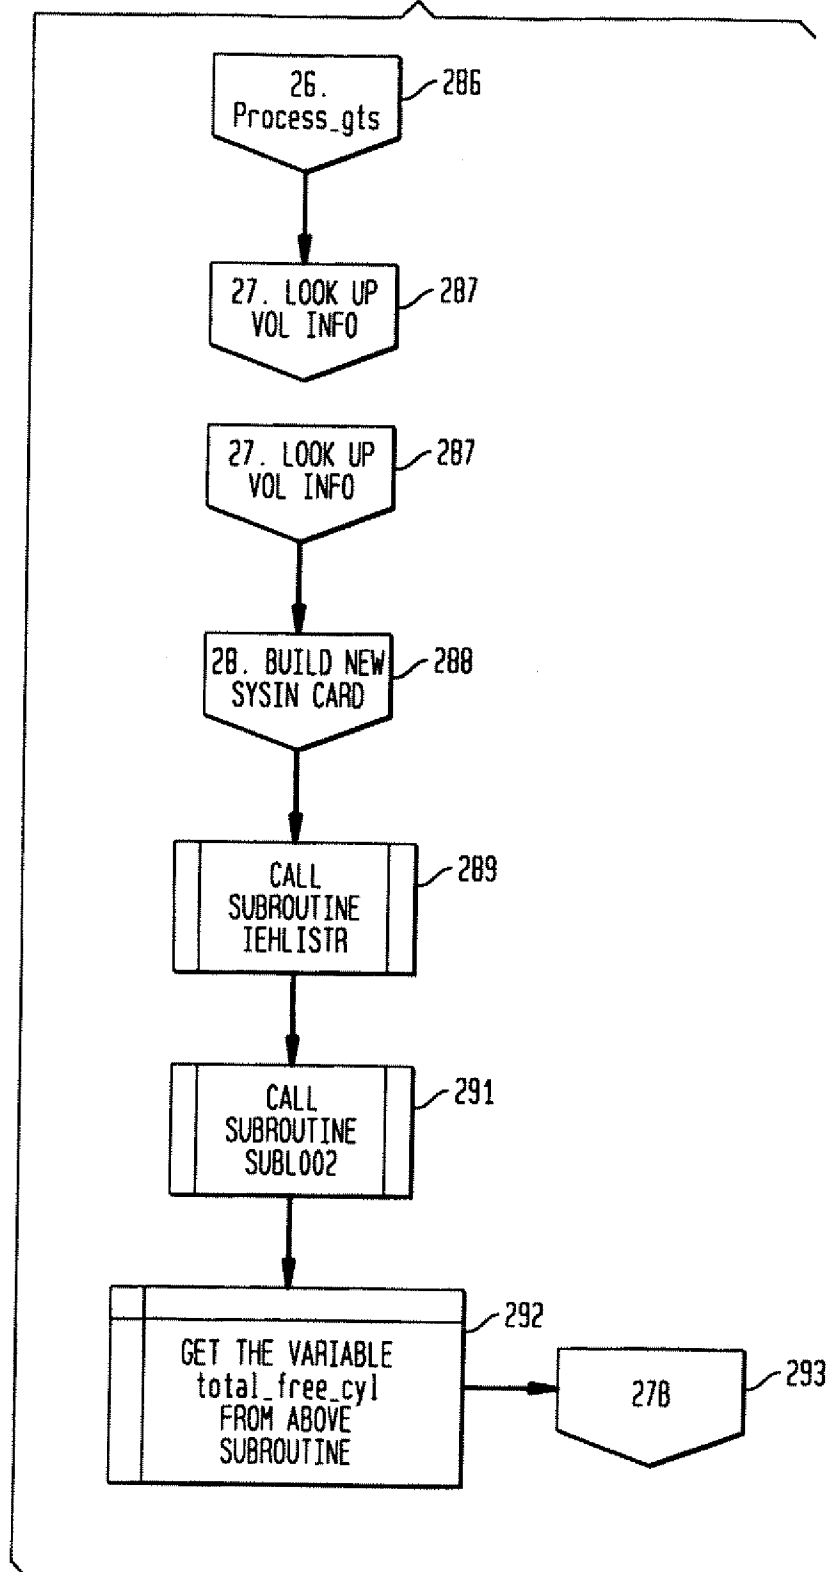 26.
Process_gts
286
27. LOOK UP
VOL INFO
287
27. LOOK UP
VOL INFO
287
28. BUILD NEW
SYSIN CARD
288
CALL
SUBROUTINE
IEHLISTR
289
CALL
SUBROUTINE
SUBL002
291
GET THE VARIABLE
total_free_cyl
FROM ABOVE
SUBROUTINE
292
27B
293